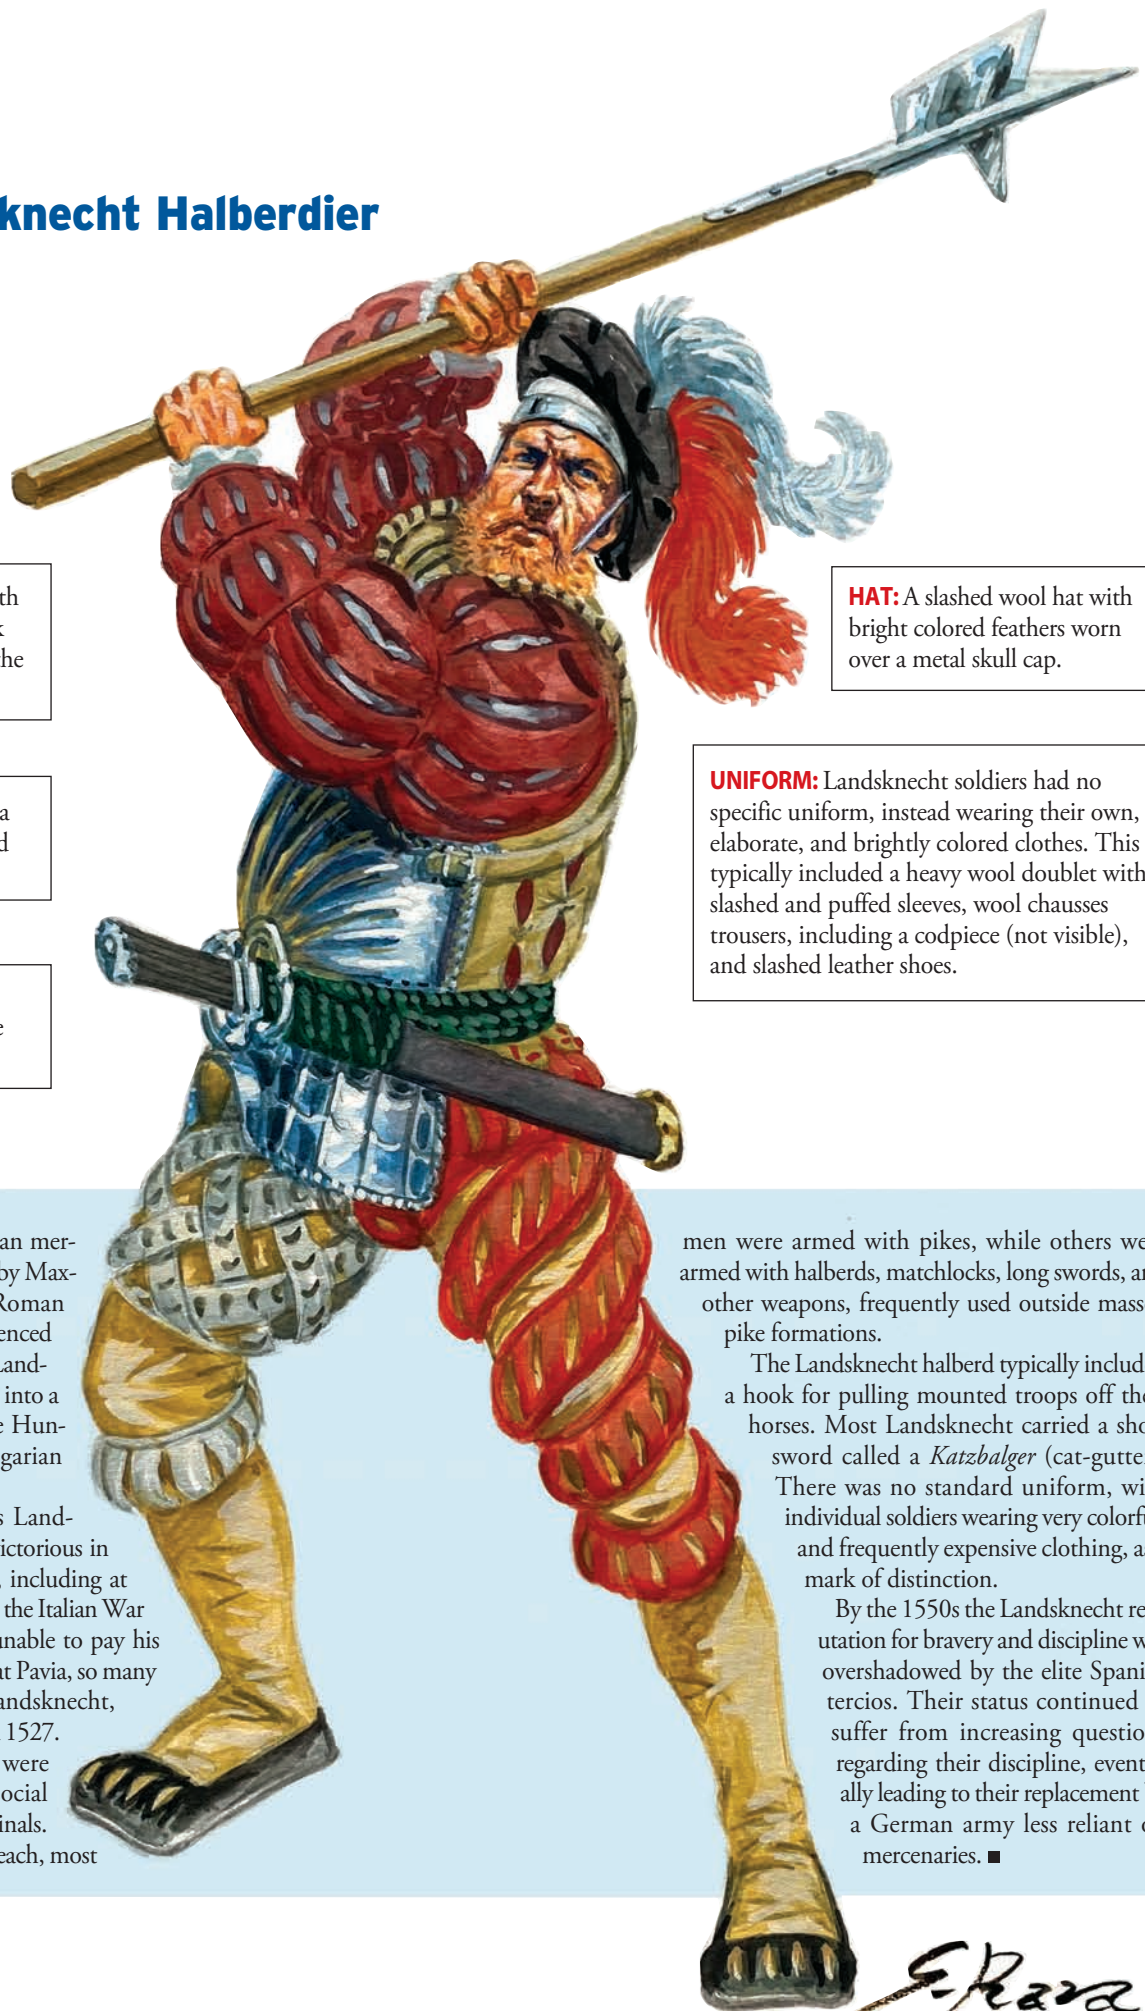 knecht Halberdier
th
k
the
a
d
e
HAT: A slashed wool hat with
bright colored feathers worn
over a metal skull cap.
UNIFORM: Landsknecht soldiers had no
specific uniform, instead wearing their own,
elaborate, and brightly colored clothes. This
typically included a heavy wool doublet with
slashed and puffed sleeves, wool chausses
trousers, including a codpiece (not visible),
and slashed leather shoes.
an mer-
by Max-
Roman
enced
Land-
into a
e Hun-
garian
s Land-
ictorious in
, including at
the Italian War
unable to pay his
at Pavia, so many
andsknecht,
1527.
were
ocial
inals.
each, most
men were armed with pikes, while others we
armed with halberds, matchlocks, long swords, an
other weapons, frequently used outside mass
pike formations.
The Landsknecht halberd typically includ
a hook for pulling mounted troops off the
horses. Most Landsknecht carried a sho
sword called a Katzbalger (cat-gutte
There was no standard uniform, wi
individual soldiers wearing very colorfu
and frequently expensive clothing, as
mark of distinction.
By the 1550s the Landsknecht re
utation for bravery and discipline w
overshadowed by the elite Spani
tercios. Their status continued
suffer from increasing question
regarding their discipline, event
ally leading to their replacement
a German army less reliant o
mercenaries. ■